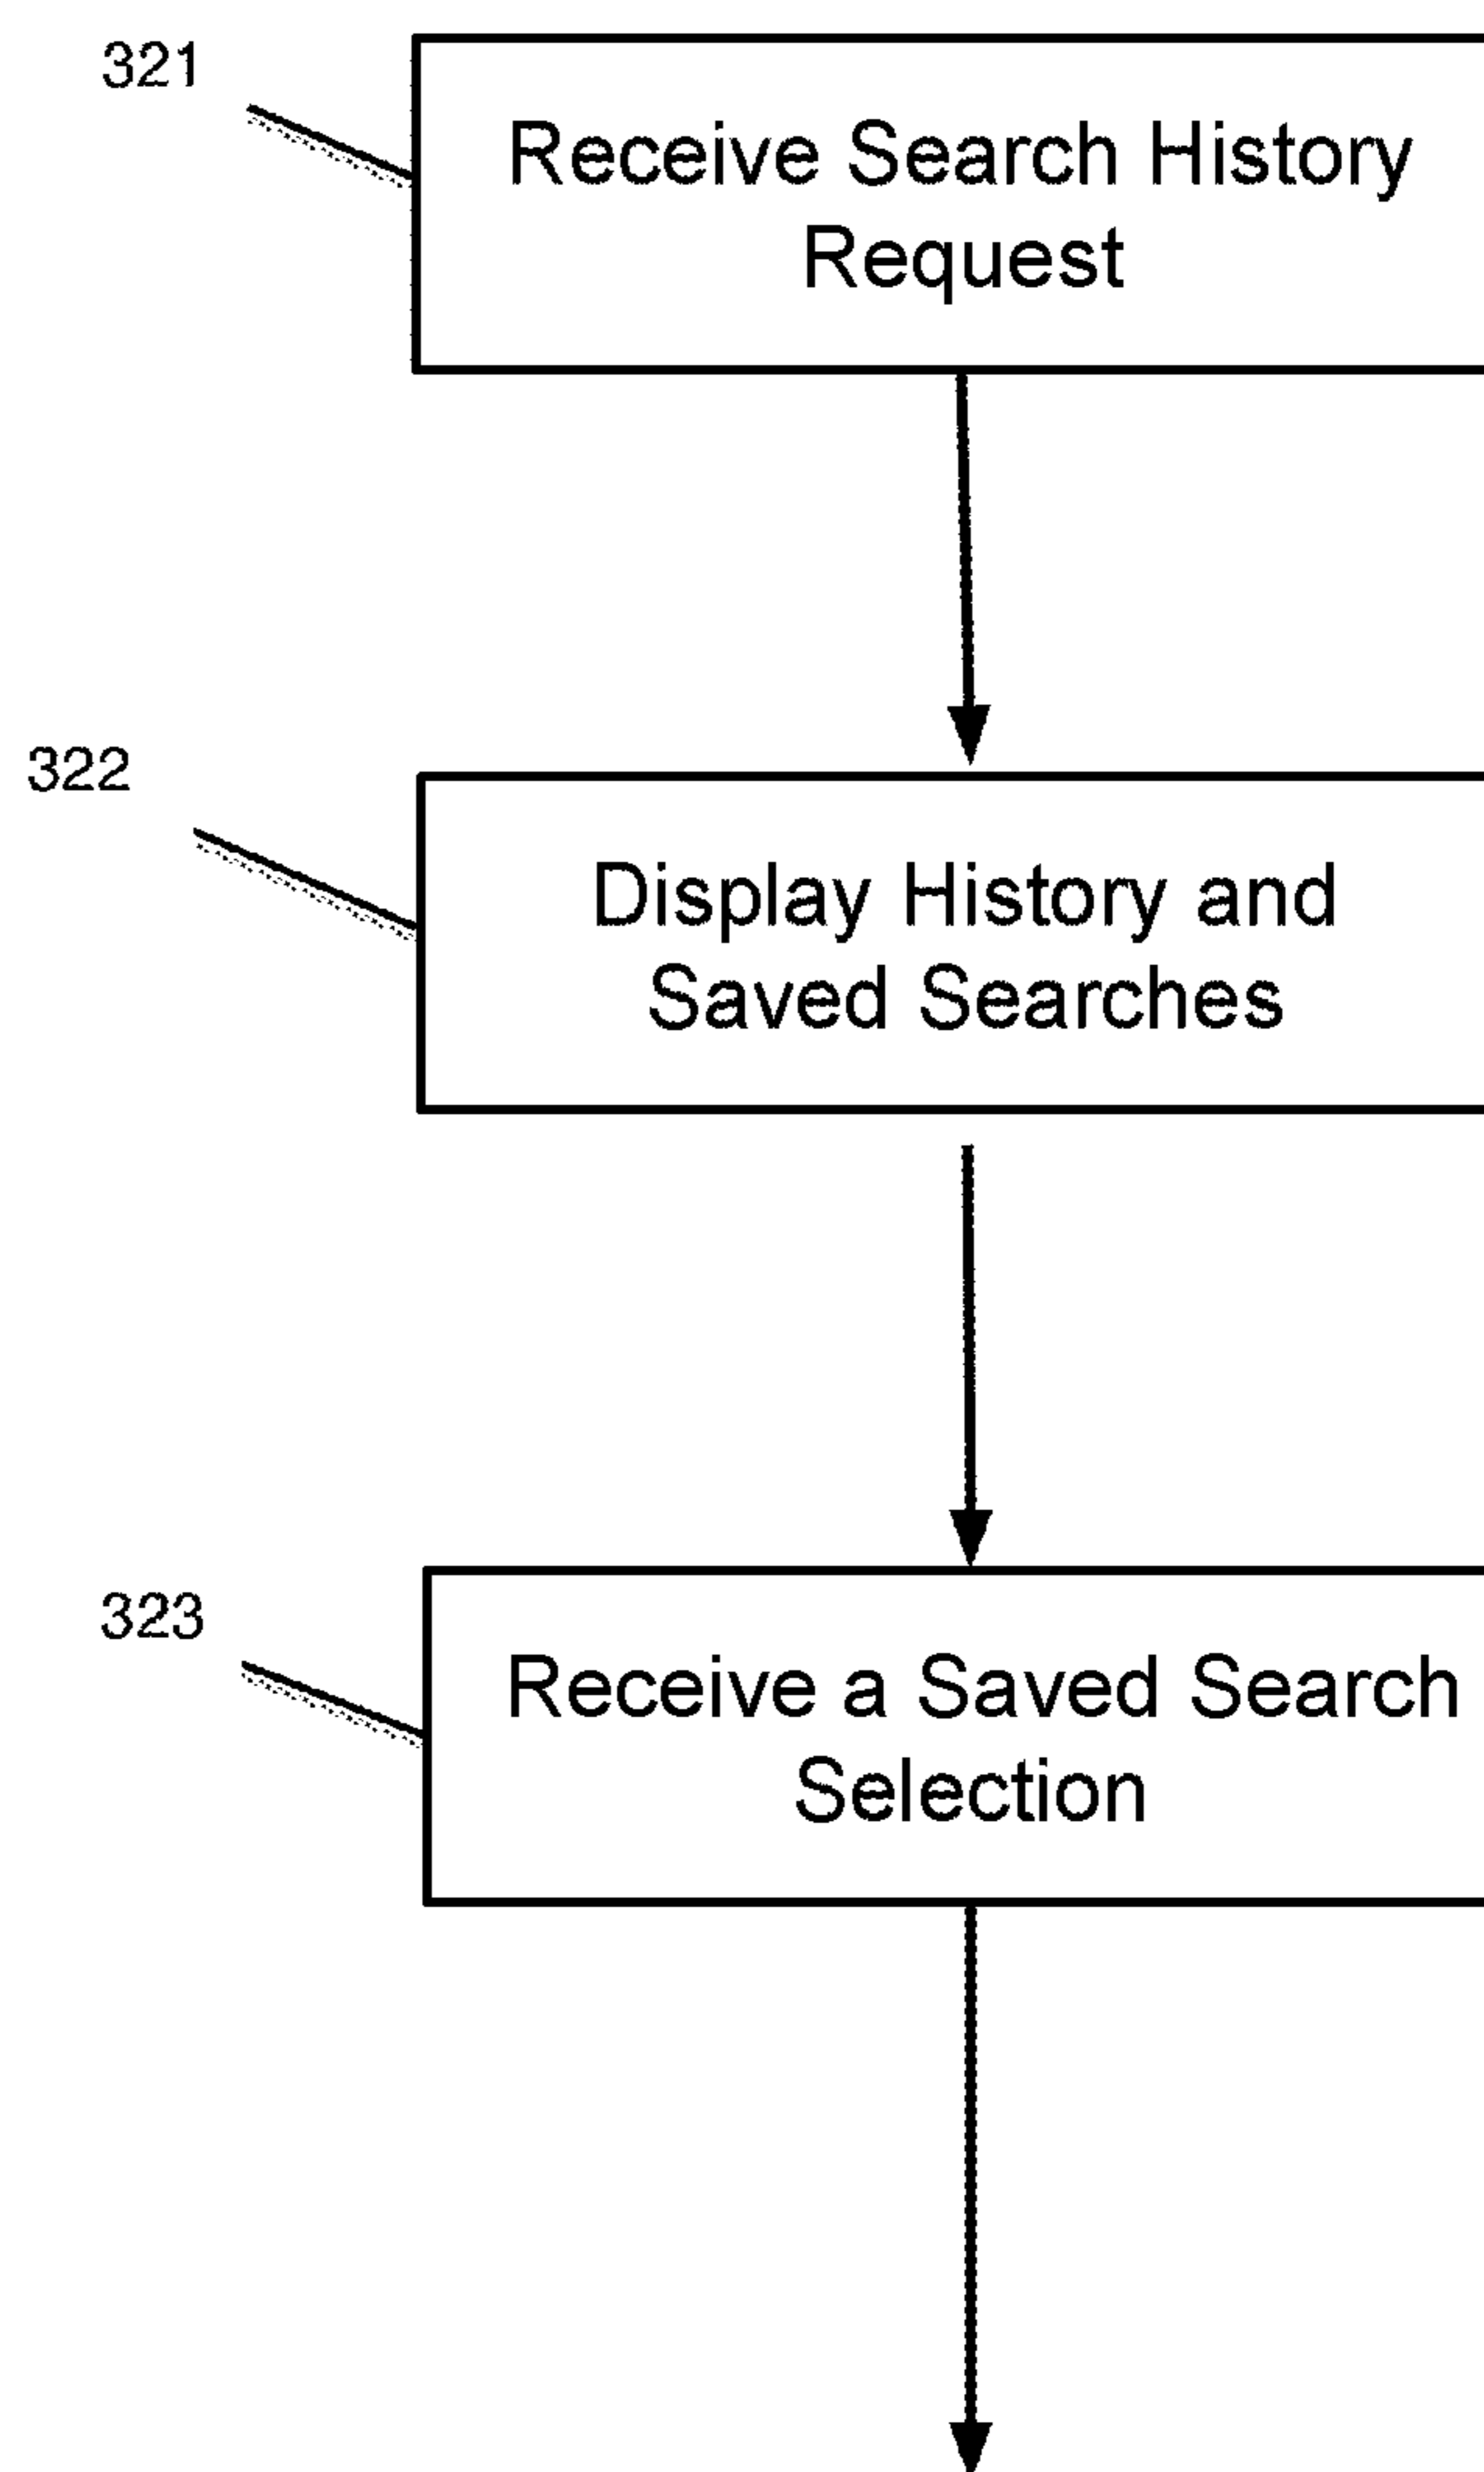 321
Receive Search History
Request
322
Display History and
Saved Searches
323
Receive a Saved Search
Selection